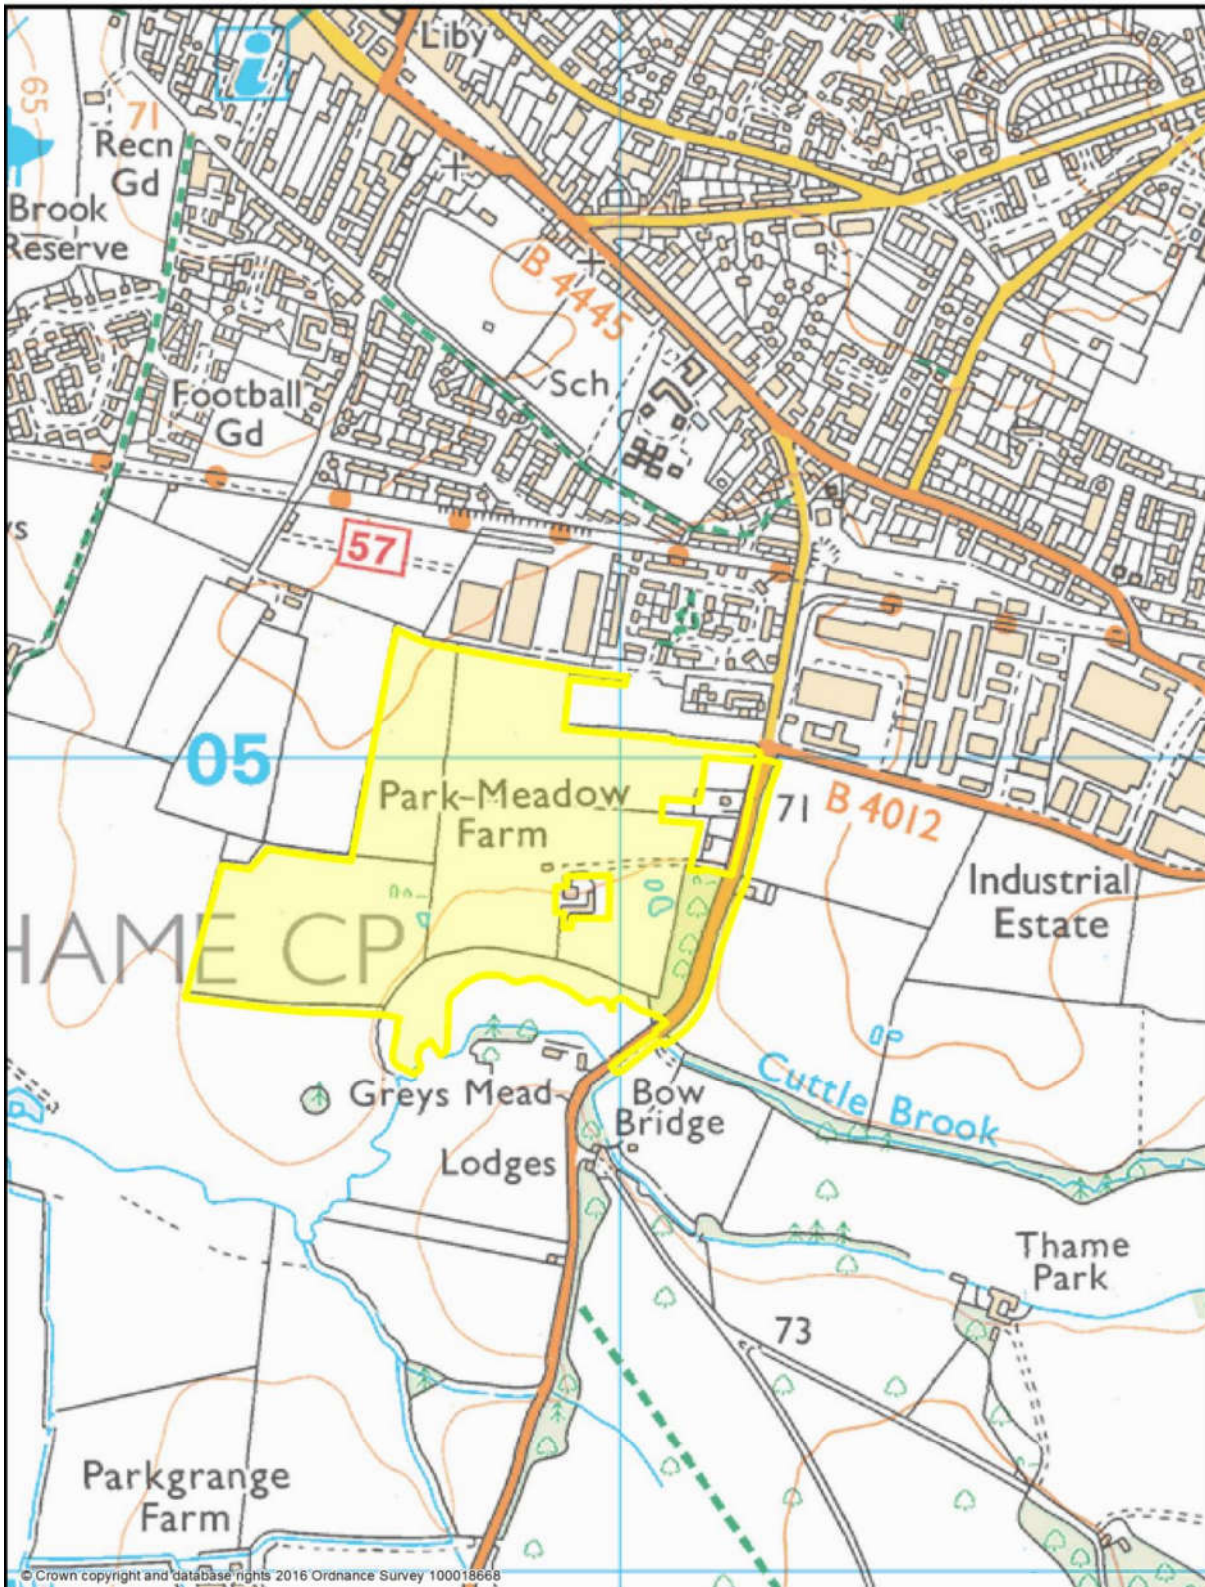 Liby
i
65
71
Recn
Gd
Brook
Reserve
B 4445
Sch
Football
Gd
ys
57
05
Park-Meadow
Farm
71
B 4012
Industrial
Estate
HAME CP
Cuttle Brook
Greys Mead
Bow
Bridge
Lodges
Thame
Park
73
Parkgrange
Farm
© Crown copyright and database rights 2016 Ordnance Survey 100018668